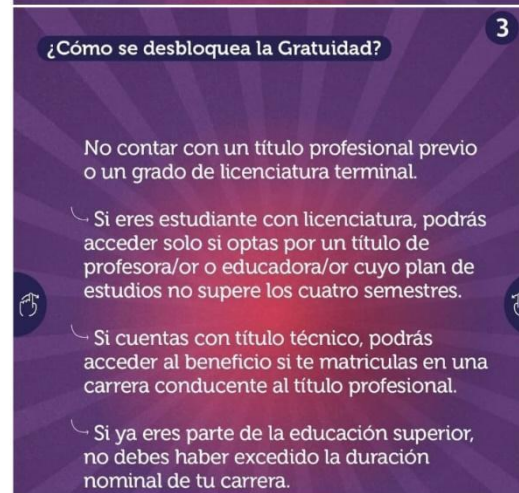 3
¿Cómo se desbloquea la Gratuidad?
No contar con un título profesional previo
o un grado de licenciatura terminal.
Si eres estudiante con licenciatura, podrás
acceder solo si optas por un título de
profesora/or o educadora/or cuyo plan de
estudios no supere los cuatro semestres.
Si cuentas con título técnico, podrás
acceder al beneficio si te matriculas en una
carrera conducente al título profesional.
Si ya eres parte de la educación superior,
no debes haber excedido la duración
nominal de tu carrera.